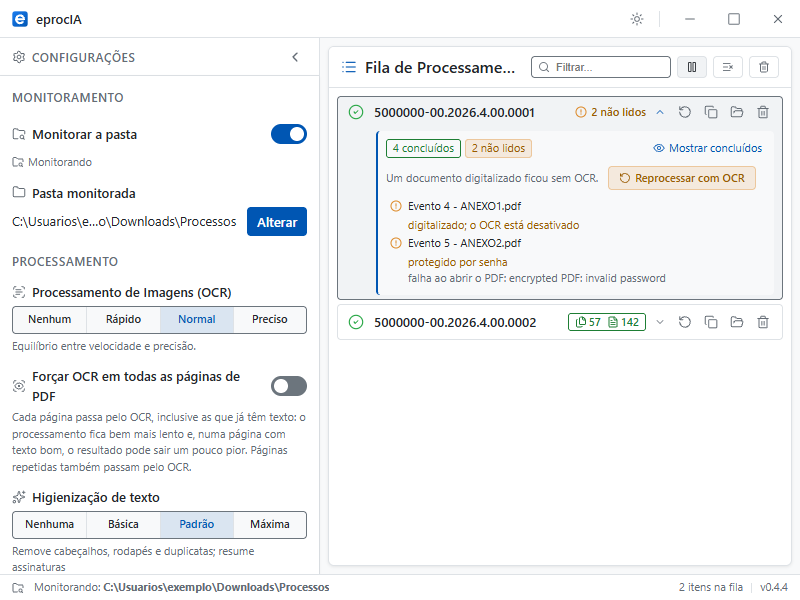 eprocIA
CONFIGURAÇÕES
MONITORAMENTO
Monitorar a pasta
Monitorando
Pasta monitorada
C:\Usuarios\e...o\Downloads\Processos
Alterar
PROCESSAMENTO
Processamento de Imagens (OCR)
Nenhum Rápido Normal Preciso
Equilíbrio entre velocidade e precisão.
Forçar OCR em todas as páginas de
PDF
Cada página passa pelo OCR, inclusive as que já têm texto: o
processamento fica bem mais lento e, numa página com
texto bom, o resultado pode sair um pouco pior. Páginas
repetidas também passam pelo OCR.
Higienização de texto
Nenhuma Básica Padrão Máxima
Remove cabeçalhos, rodapés e duplicatas; resume
assinaturas
Fila de Processame...
Filtrar...
5000000-00.2026.4.00.0001
2 não lidos
4 concluídos
2 não lidos
Mostrar concluídos
Um documento digitalizado ficou sem OCR.
Reprocessar com OCR
Evento 4 - ANEXO1.pdf
digitalizado; o OCR está desativado
Evento 5 - ANEXO2.pdf
protegido por senha
falha ao abrir o PDF: encrypted PDF: invalid password
5000000-00.2026.4.00.0002
57 142
Monitorando: C:\Usuarios\exemplo\Downloads\Processos
2 itens na fila
v0.4.4